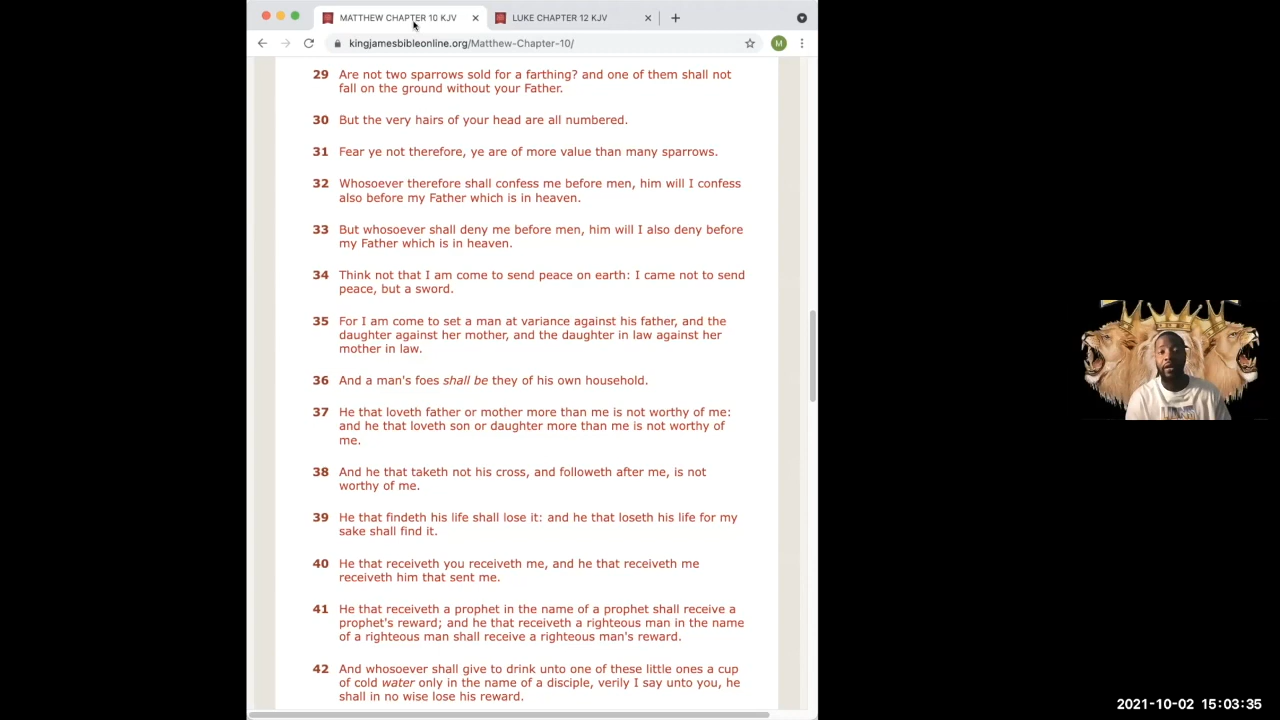 MATTHEW CHAPTER 10 KJV
LUKE CHAPTER 12 KJV
kingjamesbibleonline.org/Matthew-Chapter-10/
M
29 Are not two sparrows sold for a farthing? and one of them shall not
fall on the ground without your Father.
30 But the very hairs of your head are all numbered.
31 Fear ye not therefore, ye are of more value than many sparrows.
32 Whosoever therefore shall confess me before men, him will I confess
also before my Father which is in heaven.
33 But whosoever shall deny me before men, him will I also deny before
my Father which is in heaven.
34 Think not that I am come to send peace on earth: I came not to send
peace, but a sword.
35 For I am come to set a man at variance against his father, and the
daughter against her mother, and the daughter in law against her
mother in law.
36 And a man's foes shall be they of his own household.
37 He that loveth father or mother more than me is not worthy of me:
and he that loveth son or daughter more than me is not worthy of
me.
38 And he that taketh not his cross, and followeth after me, is not
worthy of me.
39 He that findeth his life shall lose it: and he that loseth his life for my
sake shall find it.
40 He that receiveth you receiveth me, and he that receiveth me
receiveth him that sent me.
41 He that receiveth a prophet in the name of a prophet shall receive a
prophet's reward; and he that receiveth a righteous man in the name
of a righteous man shall receive a righteous man's reward.
42 And whosoever shall give to drink unto one of these little ones a cup
of cold water only in the name of a disciple, verily I say unto you, he
shall in no wise lose his reward.
2021-10-02 15:03:35